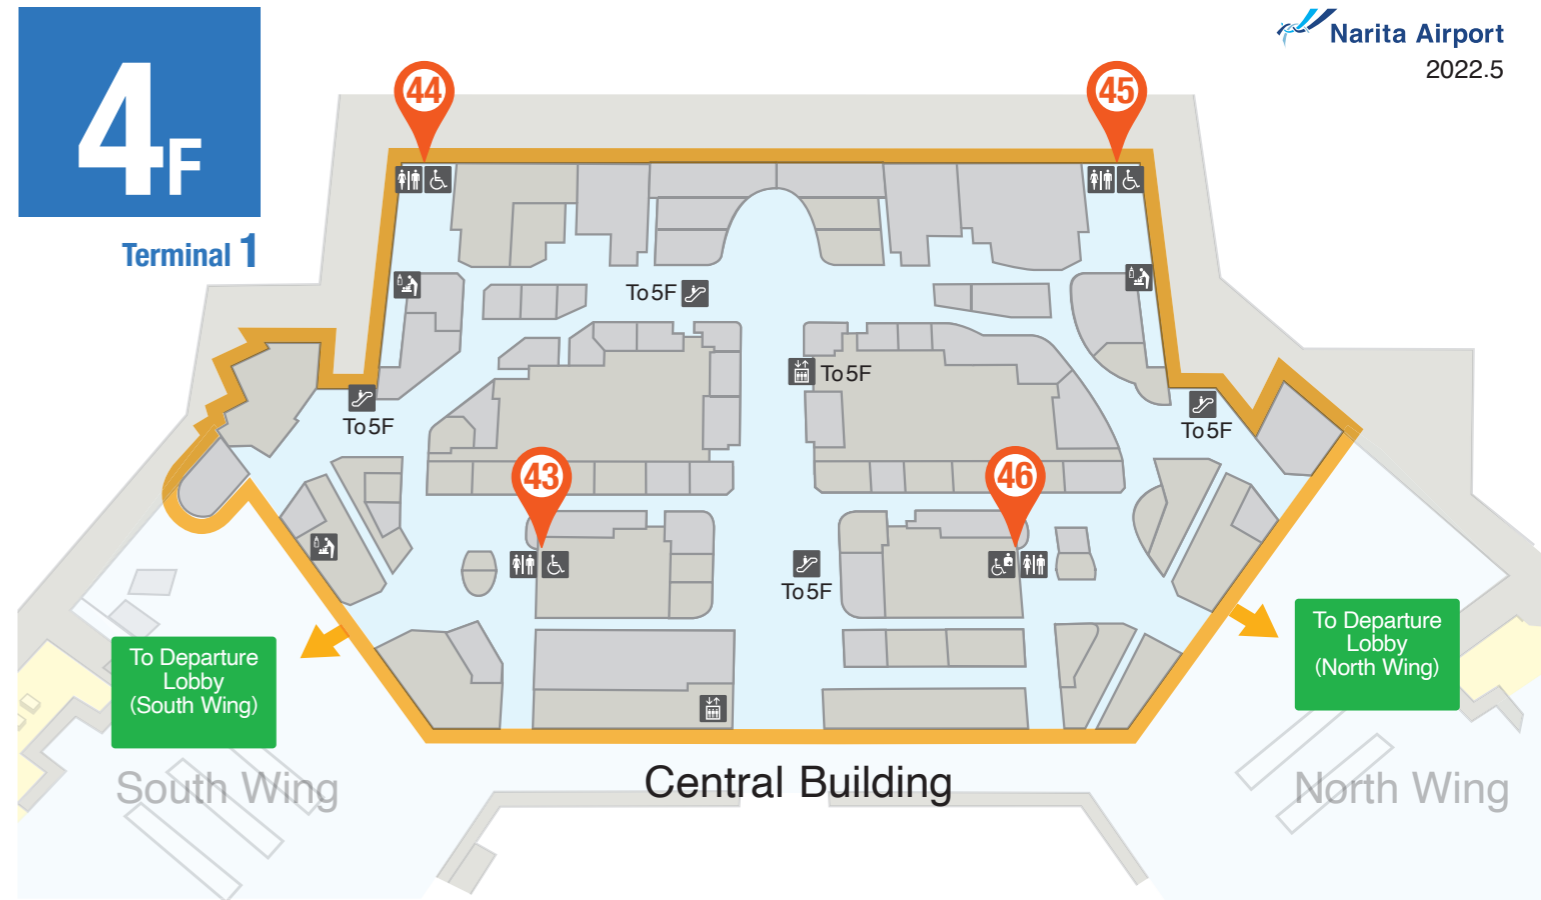 4F
Terminal 1
Narita Airport
2022.5
44
45
To 5F
To 5F
To 5F
To 5F
43
46
To 5F
To Departure
Lobby
(South Wing)
To Departure
Lobby
(North Wing)
South Wing
Central Building
North Wing